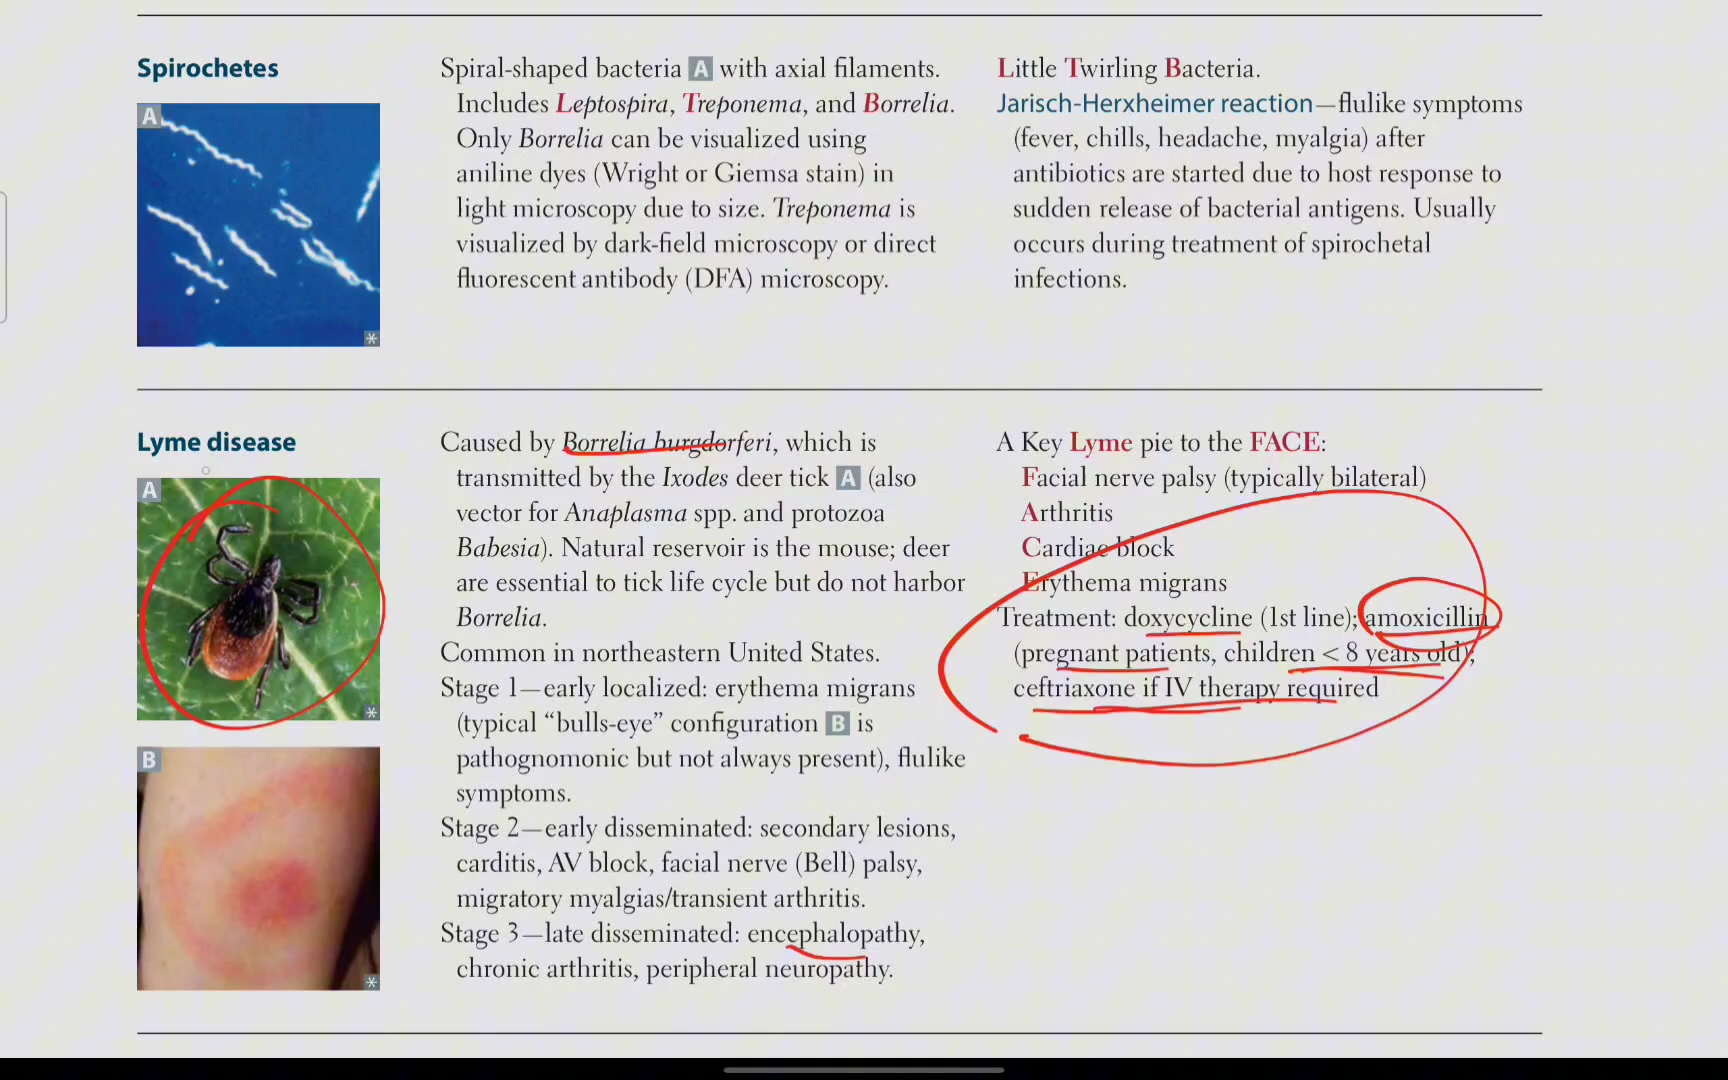 Spirochetes
A
*
Spiral-shaped bacteria A with axial filaments.
Includes Leptospira, Treponema, and Borrelia.
Only Borrelia can be visualized using
aniline dyes (Wright or Giemsa stain) in
light microscopy due to size. Treponema is
visualized by dark-field microscopy or direct
fluorescent antibody (DFA) microscopy.
Little Twirling Bacteria.
Jarisch-Herxheimer reaction—flulike symptoms
(fever, chills, headache, myalgia) after
antibiotics are started due to host response to
sudden release of bacterial antigens. Usually
occurs during treatment of spirochetal
infections.
Lyme disease
A
*
B
*
Caused by Borrelia burgdorferi, which is
transmitted by the Ixodes deer tick A (also
vector for Anaplasma spp. and protozoa
Babesia). Natural reservoir is the mouse; deer
are essential to tick life cycle but do not harbor
Borrelia.
Common in northeastern United States.
Stage 1—early localized: erythema migrans
(typical “bulls-eye” configuration B is
pathognomonic but not always present), flulike
symptoms.
Stage 2—early disseminated: secondary lesions,
carditis, AV block, facial nerve (Bell) palsy,
migratory myalgias/transient arthritis.
Stage 3—late disseminated: encephalopathy,
chronic arthritis, peripheral neuropathy.
A Key Lyme pie to the FACE:
Facial nerve palsy (typically bilateral)
Arthritis
Cardiac block
Erythema migrans
Treatment: doxycycline (1st line); amoxicillin
(pregnant patients, children < 8 years old);
ceftriaxone if IV therapy required